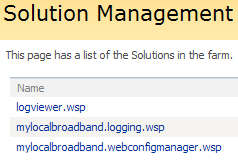 Solution Management
This page has a list of the Solutions in the farm.
Name
logviewer.wsp
mylocalbroadband.logging.wsp
mylocalbroadband.webconfigmanager.wsp